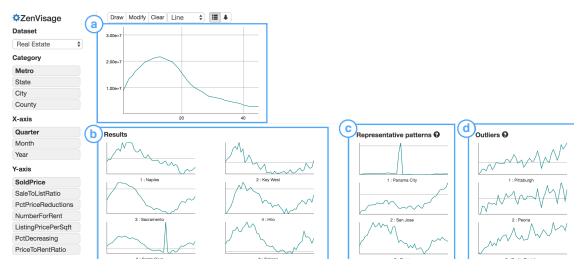 ZenVisage
Dataset
Real Estate
Category
Metro
State
City
County
X-axis
Quarter
Month
Year
Y-axis
SoldPrice
SaleToListRatio
PctPriceReductions
NumberForRent
ListingPricePerSqft
PctDecreasing
PriceToRentRatio
Draw Modify Clear Line
a
3.00e+7
2.00e+7
1.00e+7
20 40
b
Results
1 : Naples
2 : Key West
3 : Sacramento
4 : Hilo
c
Representative patterns
1 : Panama City
2 : San Jose
d
Outliers
1 : Pittsburgh
2 : Peoria